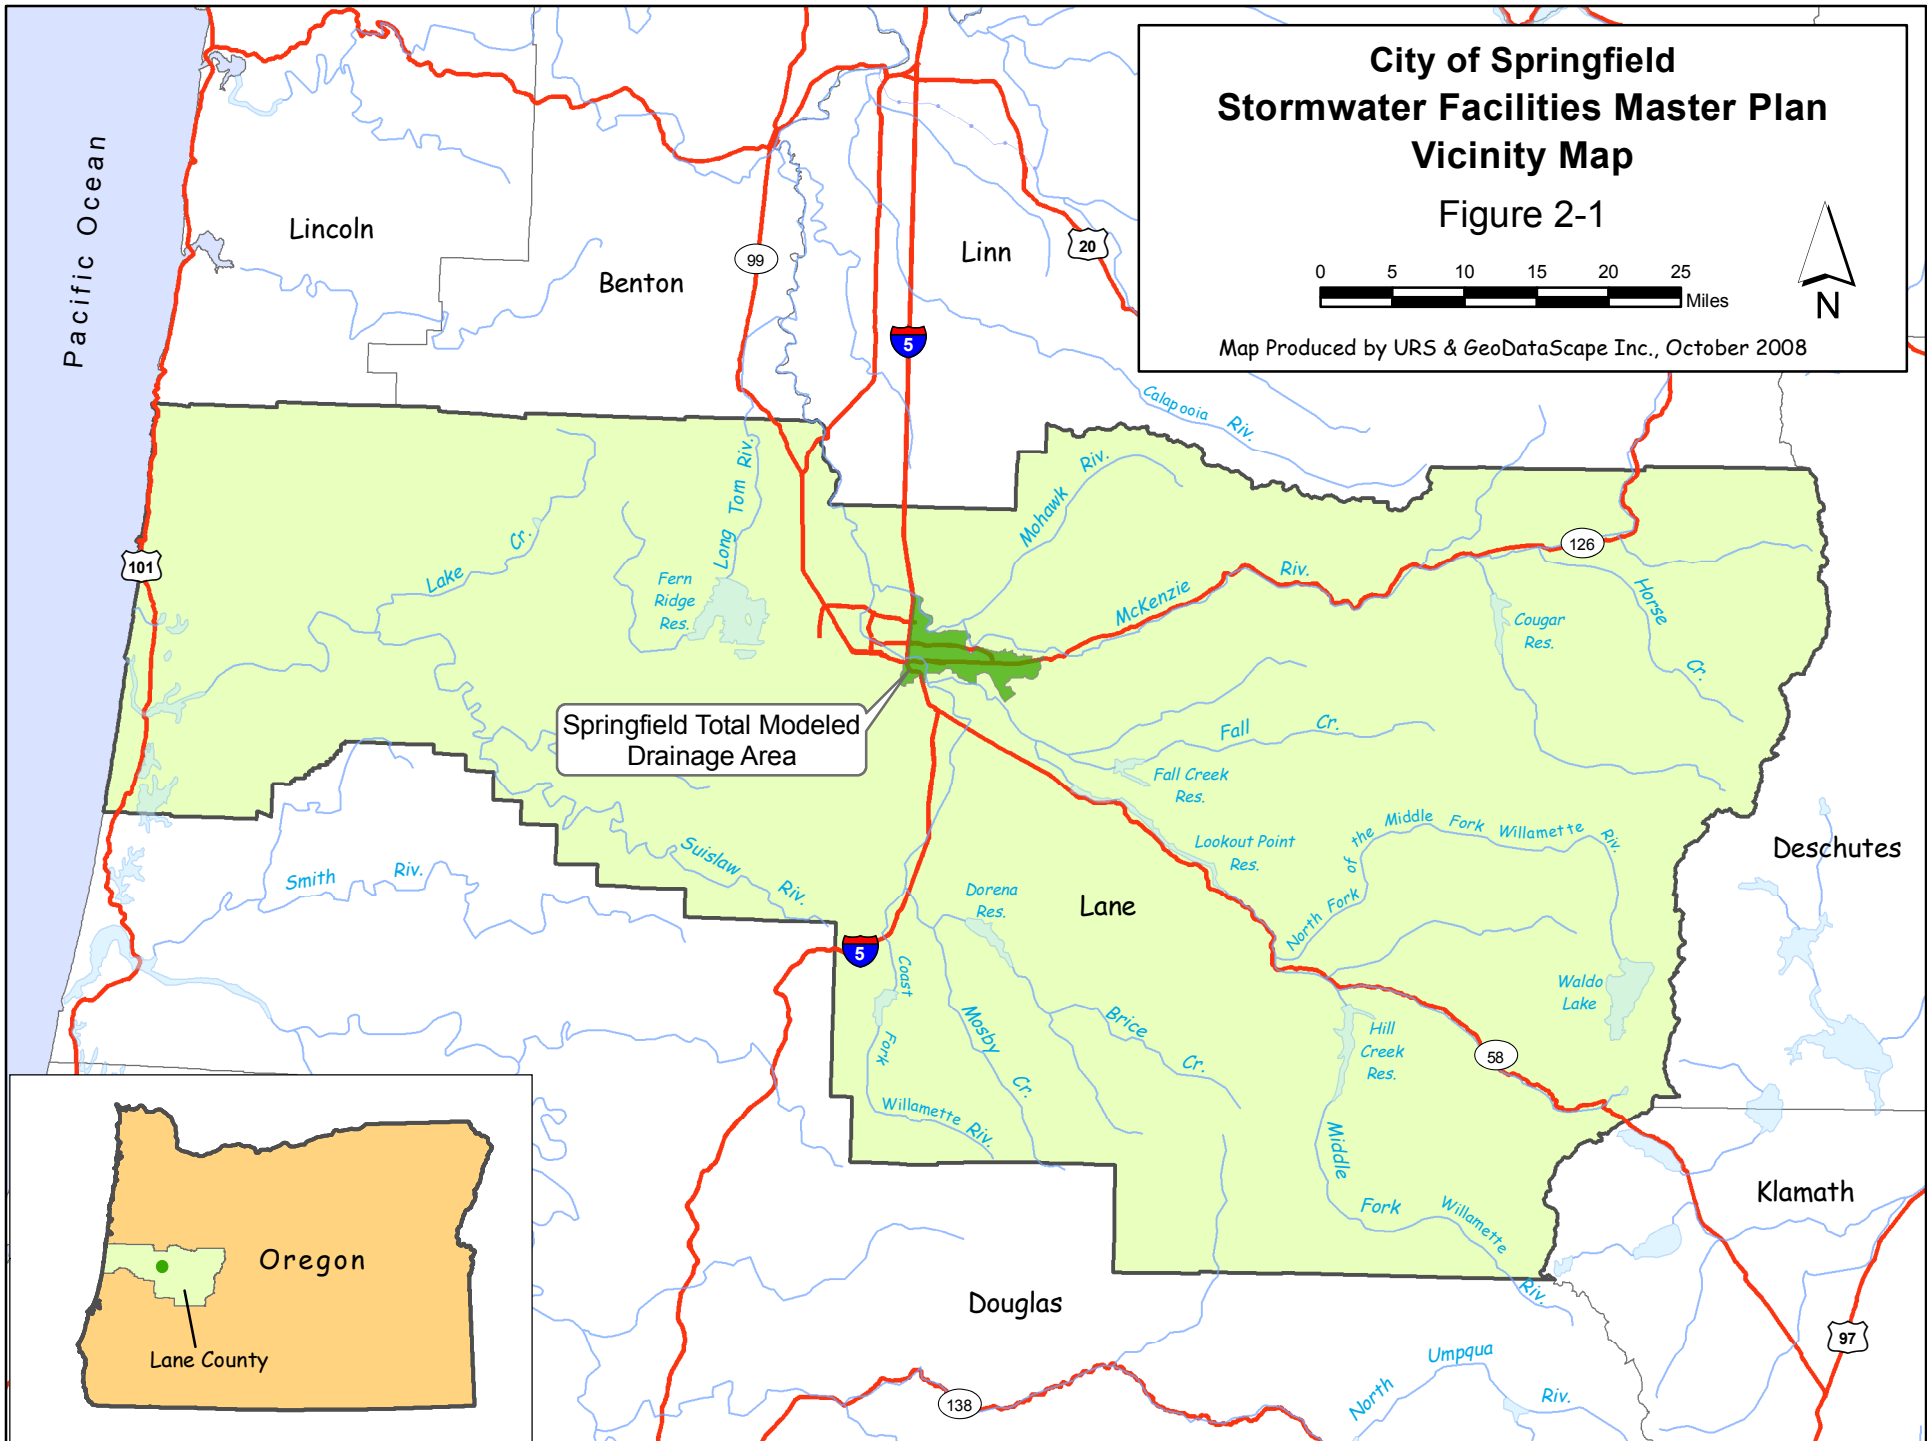 City of Springfield
Stormwater Facilities Master Plan
Vicinity Map
Figure 2-1
0 5 10 15 20 25
Miles
N
Map Produced by URS & GeoDataScape Inc., October 2008
Pacific Ocean
Lincoln
Benton
Linn
99
20
5
Calapooia Riv.
101
Lake Cr.
Long Tom Riv.
Fern
Ridge
Res.
Mohawk Riv.
McKenzie Riv.
126
Horse Cr.
Cougar
Res.
Springfield Total Modeled
Drainage Area
Fall Cr.
Fall Creek
Res.
Lookout Point
Res.
North Fork of the Middle Fork Willamette Riv.
Deschutes
Smith Riv.
Suislaw Riv.
Dorena
Res.
Lane
5
Coast Fork Willamette Riv.
Mosby Cr.
Brice Cr.
Waldo
Lake
Hill
Creek
Res.
58
Middle Fork Willamette Riv.
Klamath
97
Douglas
138
North Umpqua Riv.
Oregon
Lane County